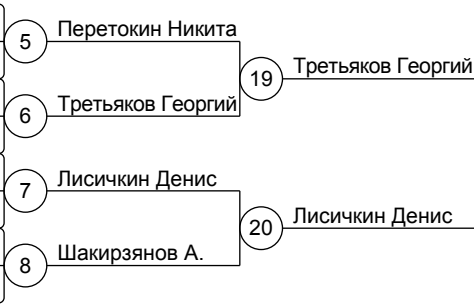 5 Перетокин Никита
19 Третьяков Георгий
6 Третьяков Георгий
7 Лисичкин Денис
20 Лисичкин Денис
8 Шакирзянов А.